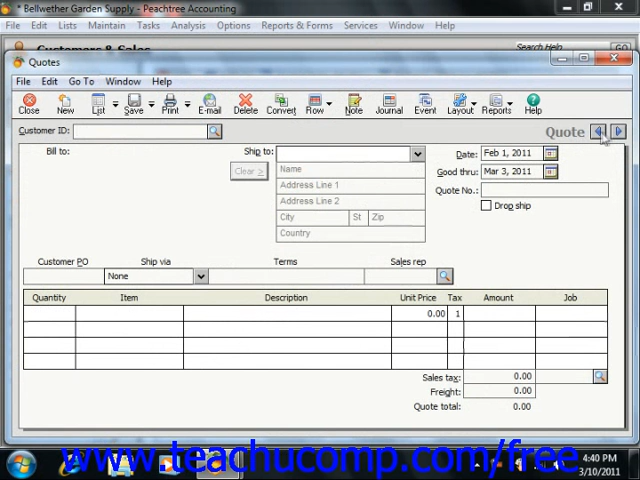 * Bellwether Garden Supply - Peachtree Accounting
File Edit Lists Maintain Tasks Analysis Options Reports & Forms Services Window Help
Customers & Sales
Search Help
GO
Quotes
File Edit Go To Window Help
Close New List Save Print E-mail Delete Convert Row Note Journal Event Layout Reports Help
Customer ID:
Quote
Bill to:
Ship to:
Clear >
Name
Address Line 1
Address Line 2
City St Zip
Country
Date: Feb 1, 2011
Good thru: Mar 3, 2011
Quote No.:
Drop ship
Customer PO Ship via Terms Sales rep
None
Quantity Item Description Unit Price Tax Amount Job
0.00 1
Sales tax: 0.00
Freight: 0.00
Quote total: 0.00
www.teachucomp.com/free
4:40 PM
3/10/2011